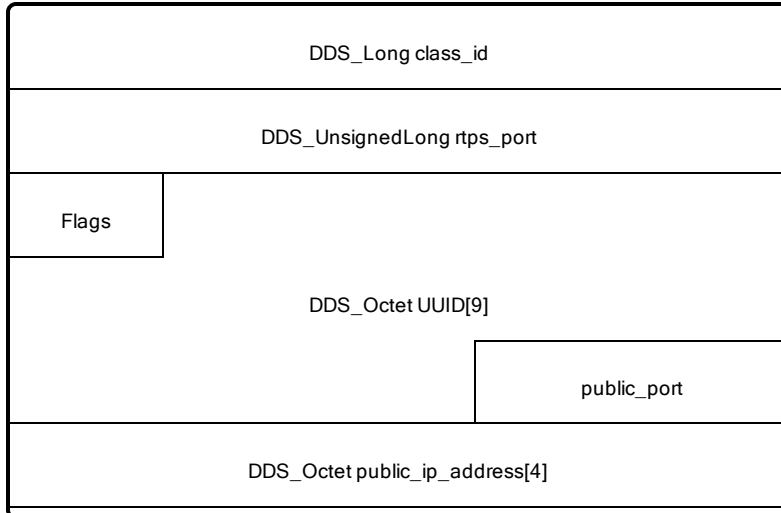 DDS_Long class_id
DDS_UnsignedLong rtps_port
Flags
DDS_Octet UUID[9]
public_port
DDS_Octet public_ip_address[4]